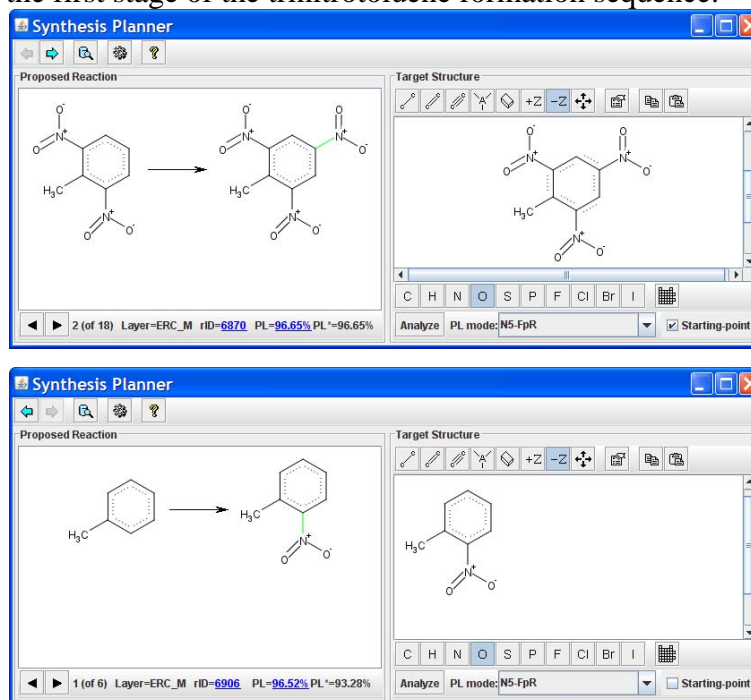 the first stage of the trinitrotoluene formation sequence.
Synthesis Planner
Proposed Reaction
Target Structure
+Z
-Z
O⁻
O
N⁺
O
H₃C
N⁺
O
O⁻
O⁻
O
N⁺
O
N⁺
O⁻
H₃C
N⁺
O
O⁻
O⁻
O
N⁺
O
N⁺
O⁻
H₃C
N⁺
O
O⁻
C H N O S P F Cl Br I
2 (of 18) Layer=ERC_M rID=6870 PL=96.65% PL*=96.65%
Analyze PL mode: N5-FpR Starting-point
Synthesis Planner
Proposed Reaction
Target Structure
+Z
-Z
H₃C
H₃C
N⁺
O
O⁻
H₃C
N⁺
O
O⁻
C H N O S P F Cl Br I
1 (of 6) Layer=ERC_M rID=6906 PL=96.52% PL*=93.28%
Analyze PL mode: N5-FpR Starting-point